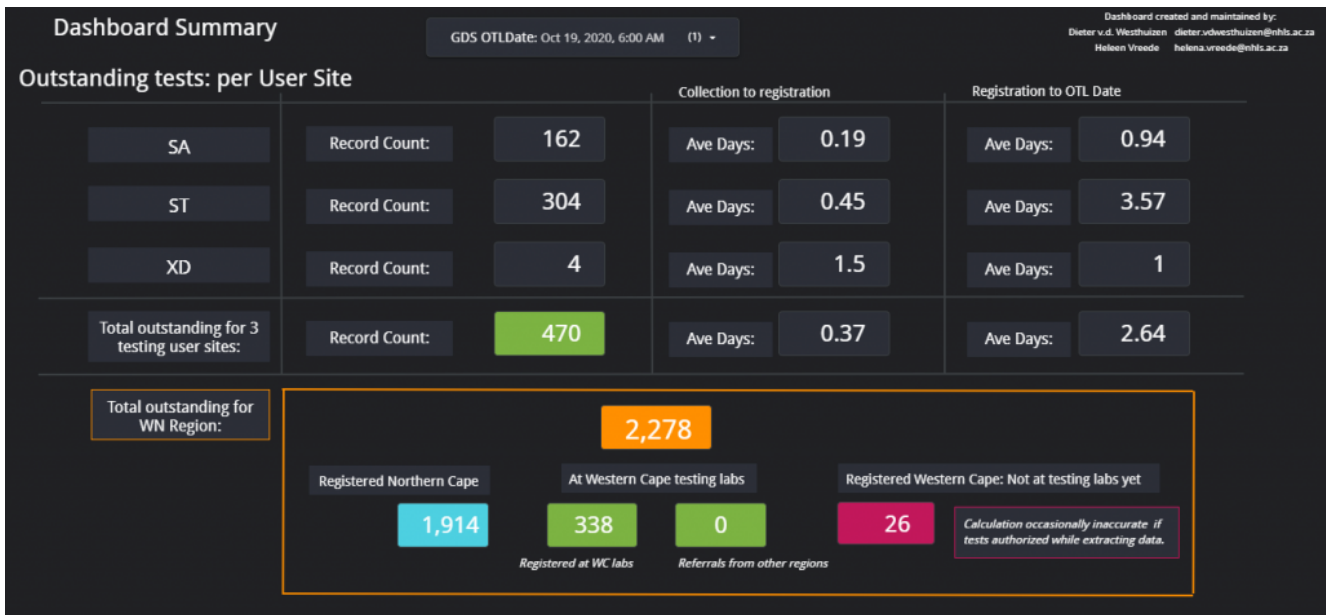 Dashboard Summary
GDS OTLDate: Oct 19, 2020, 6:00 AM (1)
Dashboard created and maintained by:
Dieter v.d. Westhuizen dieter.vdwesthuizen@nhls.ac.za
Heleen Vreede helena.vreede@nhls.ac.za
Outstanding tests: per User Site
Collection to registration
Registration to OTL Date
SA Record Count: 162 Ave Days: 0.19 Ave Days: 0.94
ST Record Count: 304 Ave Days: 0.45 Ave Days: 3.57
XD Record Count: 4 Ave Days: 1.5 Ave Days: 1
Total outstanding for 3
testing user sites:
Record Count: 470 Ave Days: 0.37 Ave Days: 2.64
Total outstanding for
WN Region:
2,278
Registered Northern Cape
1,914
At Western Cape testing labs
338 0
Registered at WC labs Referrals from other regions
Registered Western Cape: Not at testing labs yet
26
Calculation occasionally inaccurate if
tests authorized while extracting data.